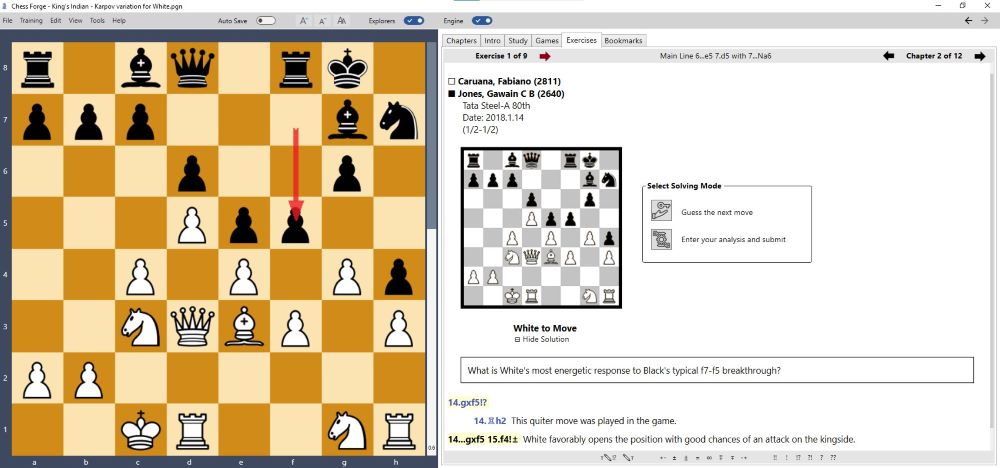 Chess Forge - King's Indian - Karpov variation for White.pgn
File Training Edit View Tools Help Auto Save A+ A- AA Explorers Engine
Chapters Intro Study Games Exercises Bookmarks
Exercise 1 of 9 Main Line 6...e5 7.d5 with 7...Na6 Chapter 2 of 12
Caruana, Fabiano (2811)
Jones, Gawain C B (2640)
Tata Steel-A 80th
Date: 2018.1.14
(1/2-1/2)
Select Solving Mode
Guess the next move
Enter your analysis and submit
White to Move
⊟ Hide Solution
What is White's most energetic response to Black's typical f7-f5 breakthrough?
14.gxf5!?
14.♖h2 This quiter move was played in the game.
14...gxf5 15.f4!± White favorably opens the position with good chances of an attack on the kingside.
8
7
6
5
4
3
2
1
a b c d e f g h
! !! !? ?! ? ??